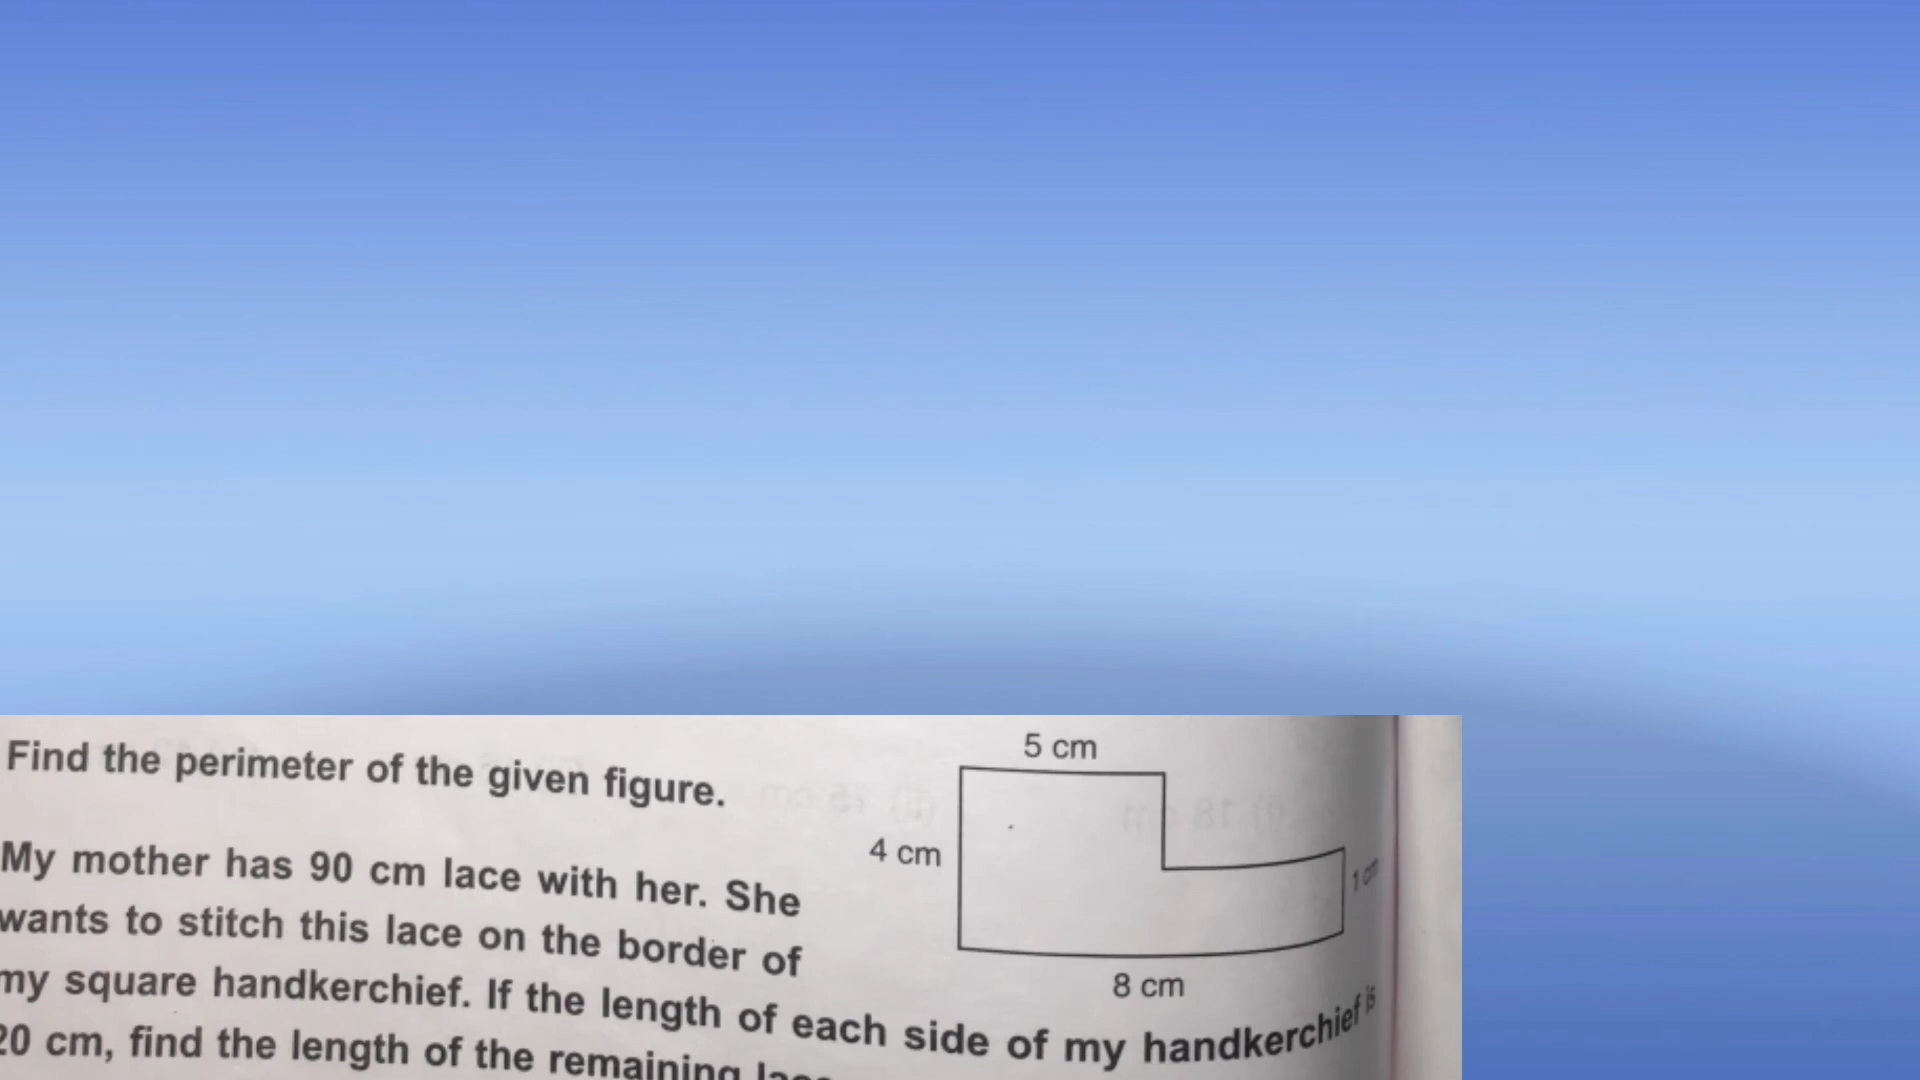 Find the perimeter of the given figure.
5 cm
4 cm
1 cm
8 cm
My mother has 90 cm lace with her. She
wants to stitch this lace on the border of
my square handkerchief. If the length of each side of my handkerchief is
20 cm, find the length of the remaining